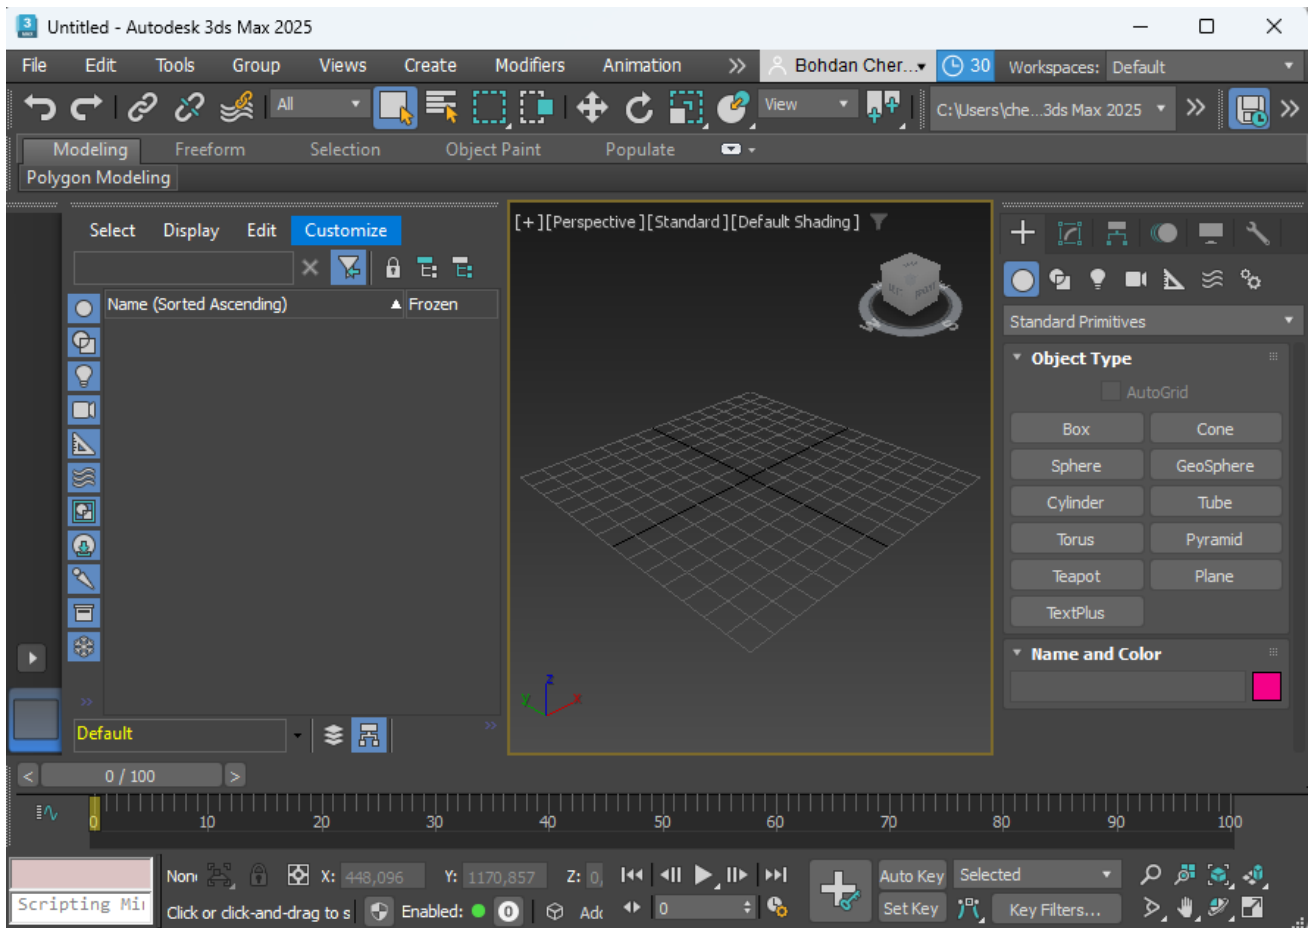 Untitled - Autodesk 3ds Max 2025
File Edit Tools Group Views Create Modifiers Animation Bohdan Cher... 30 Workspaces: Default
All View C:\Users\che...3ds Max 2025
Modeling Freeform Selection Object Paint Populate
Polygon Modeling
Select Display Edit Customize
Name (Sorted Ascending) Frozen
Default
[+][Perspective][Standard][Default Shading]
z
y x
Standard Primitives
Object Type
AutoGrid
Box Cone
Sphere GeoSphere
Cylinder Tube
Torus Pyramid
Teapot Plane
TextPlus
Name and Color
< 0 / 100 >
0 10 20 30 40 50 60 70 80 90 100
Non X: 448,096 Y: 1170,857 Z: 0, Auto Key Selected
Scripting Mi Click or click-and-drag to s Enabled: 0 Add 0 Set Key Key Filters...